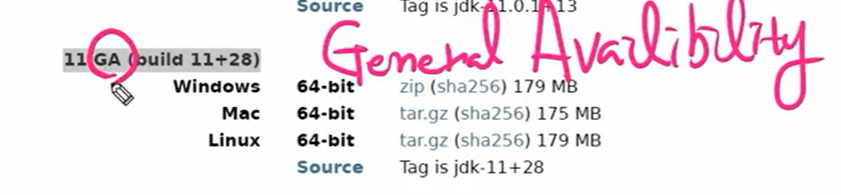 Source Tag is jdk-11.0.1+13
General Availibility
11 GA (build 11+28)
Windows 64-bit zip (sha256) 179 MB
Mac 64-bit tar.gz (sha256) 175 MB
Linux 64-bit tar.gz (sha256) 179 MB
Source Tag is jdk-11+28